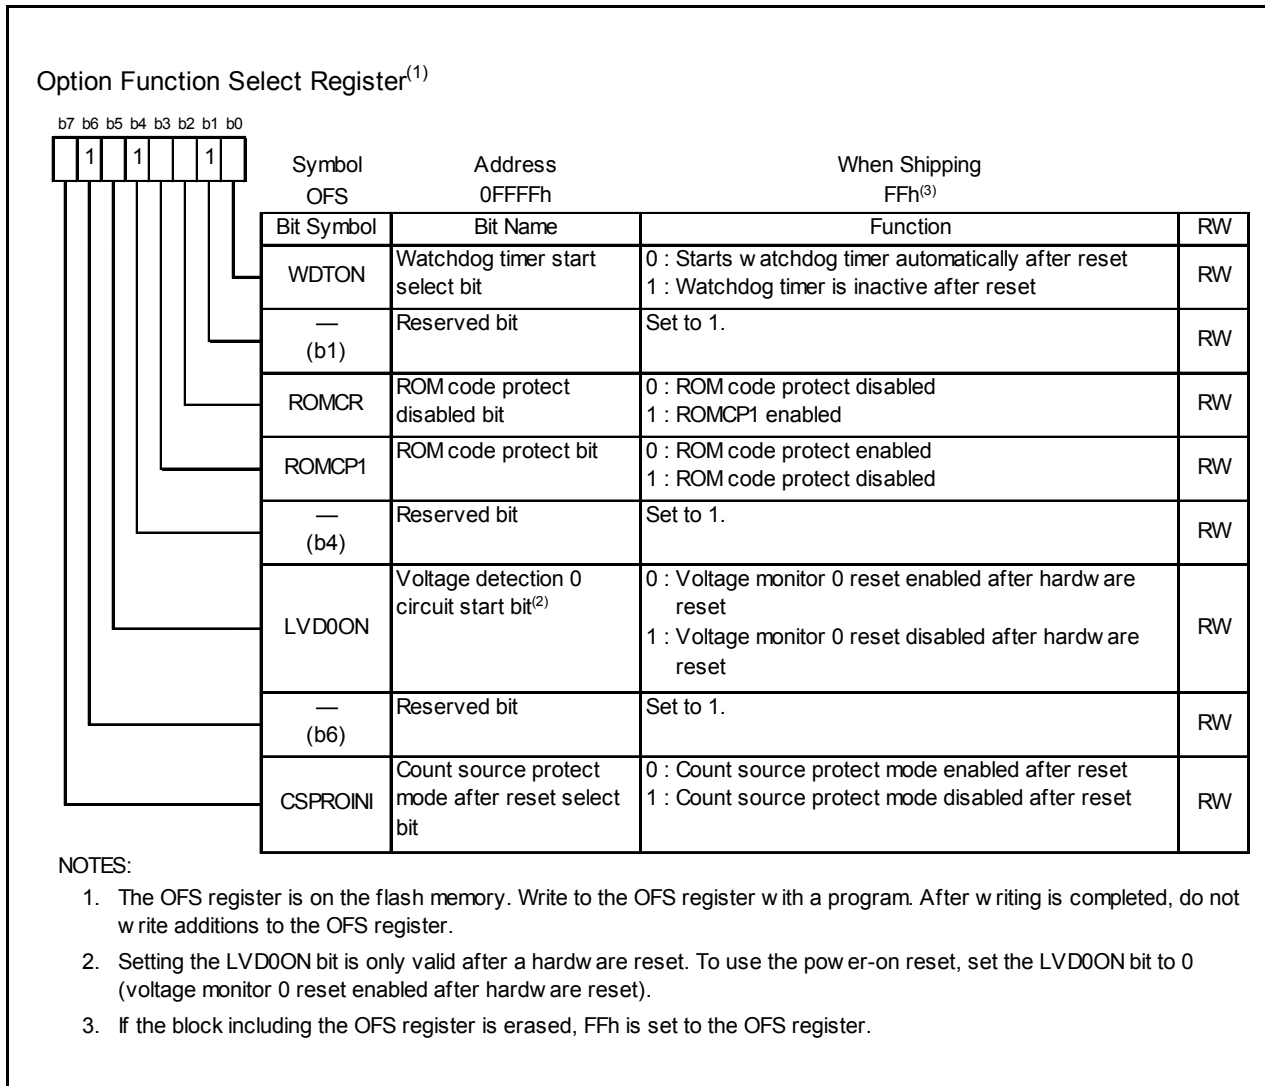 Option Function Select Register(1)
b7 b6 b5 b4 b3 b2 b1 b0
1 1 1
Symbol Address When Shipping
OFS 0FFFFh FFh(3)
Bit Symbol Bit Name Function RW
WDTON Watchdog timer start select bit 0 : Starts watchdog timer automatically after reset RW
1 : Watchdog timer is inactive after reset
— (b1) Reserved bit Set to 1. RW
ROMCR ROM code protect disabled bit 0 : ROM code protect disabled RW
1 : ROMCP1 enabled
ROMCP1 ROM code protect bit 0 : ROM code protect enabled RW
1 : ROM code protect disabled
— (b4) Reserved bit Set to 1. RW
LVD0ON Voltage detection 0 circuit start bit(2) 0 : Voltage monitor 0 reset enabled after hardware reset RW
1 : Voltage monitor 0 reset disabled after hardware reset
— (b6) Reserved bit Set to 1. RW
CSPROINI Count source protect mode after reset select bit 0 : Count source protect mode enabled after reset RW
1 : Count source protect mode disabled after reset
NOTES:
1. The OFS register is on the flash memory. Write to the OFS register with a program. After writing is completed, do not
write additions to the OFS register.
2. Setting the LVD0ON bit is only valid after a hardware reset. To use the power-on reset, set the LVD0ON bit to 0
(voltage monitor 0 reset enabled after hardware reset).
3. If the block including the OFS register is erased, FFh is set to the OFS register.